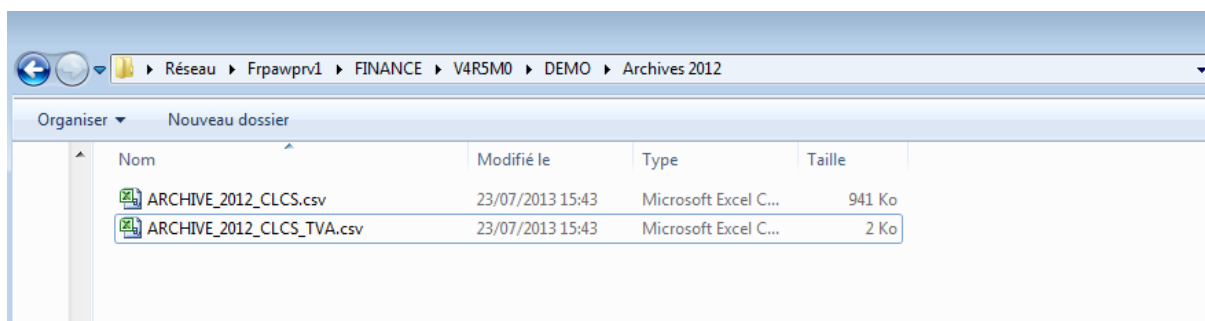 Réseau Frpawprv1 FINANCE V4R5M0 DEMO Archives 2012
Organiser Nouveau dossier
Nom Modifié le Type Taille
ARCHIVE_2012_CLCS.csv 23/07/2013 15:43 Microsoft Excel C... 941 Ko
ARCHIVE_2012_CLCS_TVA.csv 23/07/2013 15:43 Microsoft Excel C... 2 Ko